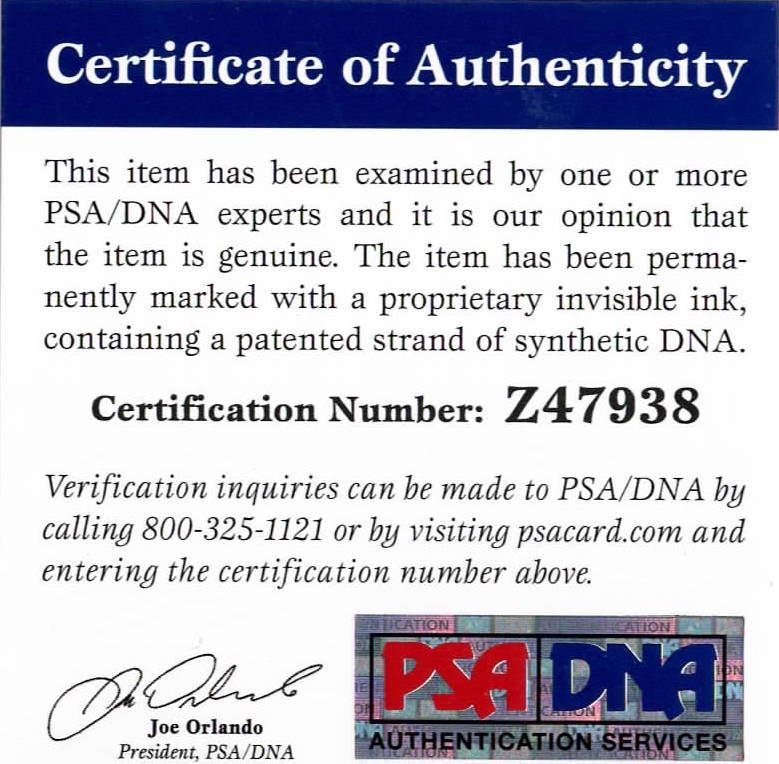 Certificate of Authenticity
This item has been examined by one or more
PSA/DNA experts and it is our opinion that
the item is genuine. The item has been perma-
nently marked with a proprietary invisible ink,
containing a patented strand of synthetic DNA.
Certification Number: Z47938
Verification inquiries can be made to PSA/DNA by
calling 800-325-1121 or by visiting psacard.com and
entering the certification number above.
Joe Orlando
President, PSA/DNA
PSA DNA
AUTHENTICATION SERVICES